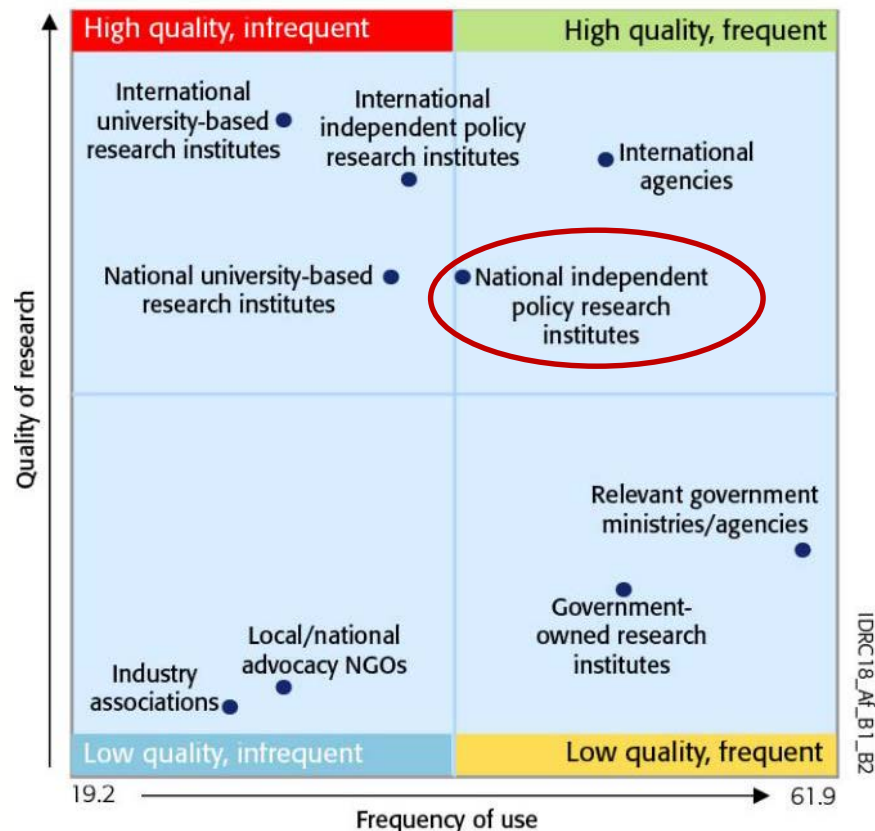 High quality, infrequent
High quality, frequent
International
university-based
research institutes
International
independent policy
research institutes
International
agencies
National university-based
research institutes
National independent
policy research
institutes
Quality of research
Relevant government
ministries/agencies
Government-
owned research
institutes
Local/national
advocacy NGOs
Industry
associations
Low quality, infrequent
Low quality, frequent
19.2
61.9
Frequency of use
IDRC18_Af_B1_B2